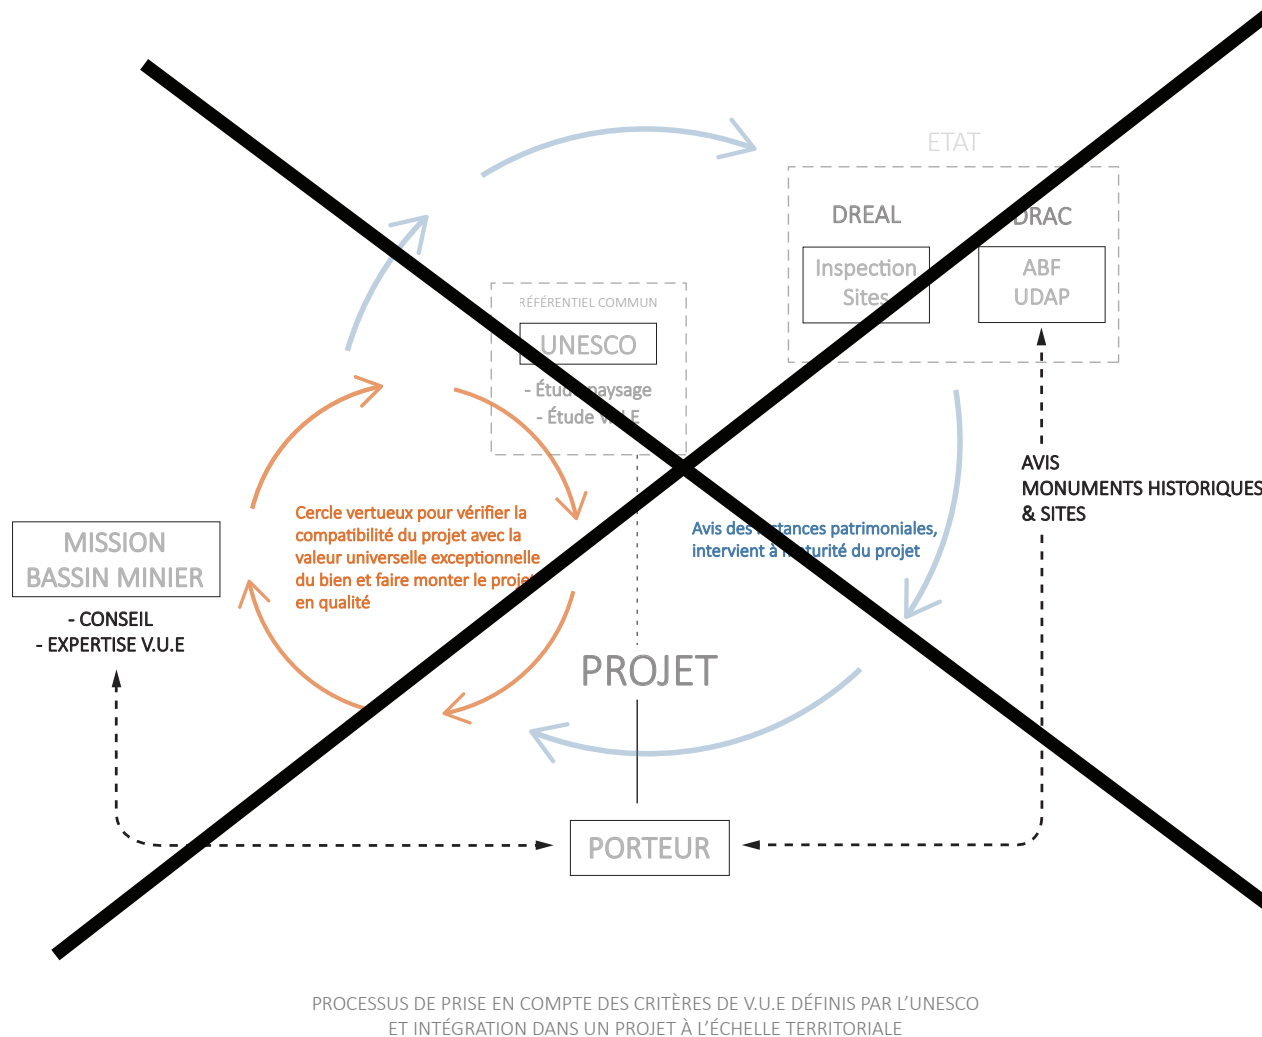 ETAT
DREAL
DRAC
Inspection
Sites
ABF
UDAP
RÉFÉRENTIEL COMMUN
UNESCO
- Étude paysage
- Étude V.U.E
AVIS
MONUMENTS HISTORIQUES
& SITES
Cercle vertueux pour vérifier la
compatibilité du projet avec la
valeur universelle exceptionnelle
du bien et faire monter le projet
en qualité
Avis des instances patrimoniales,
intervient à maturité du projet
MISSION
BASSIN MINIER
- CONSEIL
- EXPERTISE V.U.E
PROJET
PORTEUR
PROCESSUS DE PRISE EN COMPTE DES CRITÈRES DE V.U.E DÉFINIS PAR L’UNESCO
ET INTÉGRATION DANS UN PROJET À L’ÉCHELLE TERRITORIALE